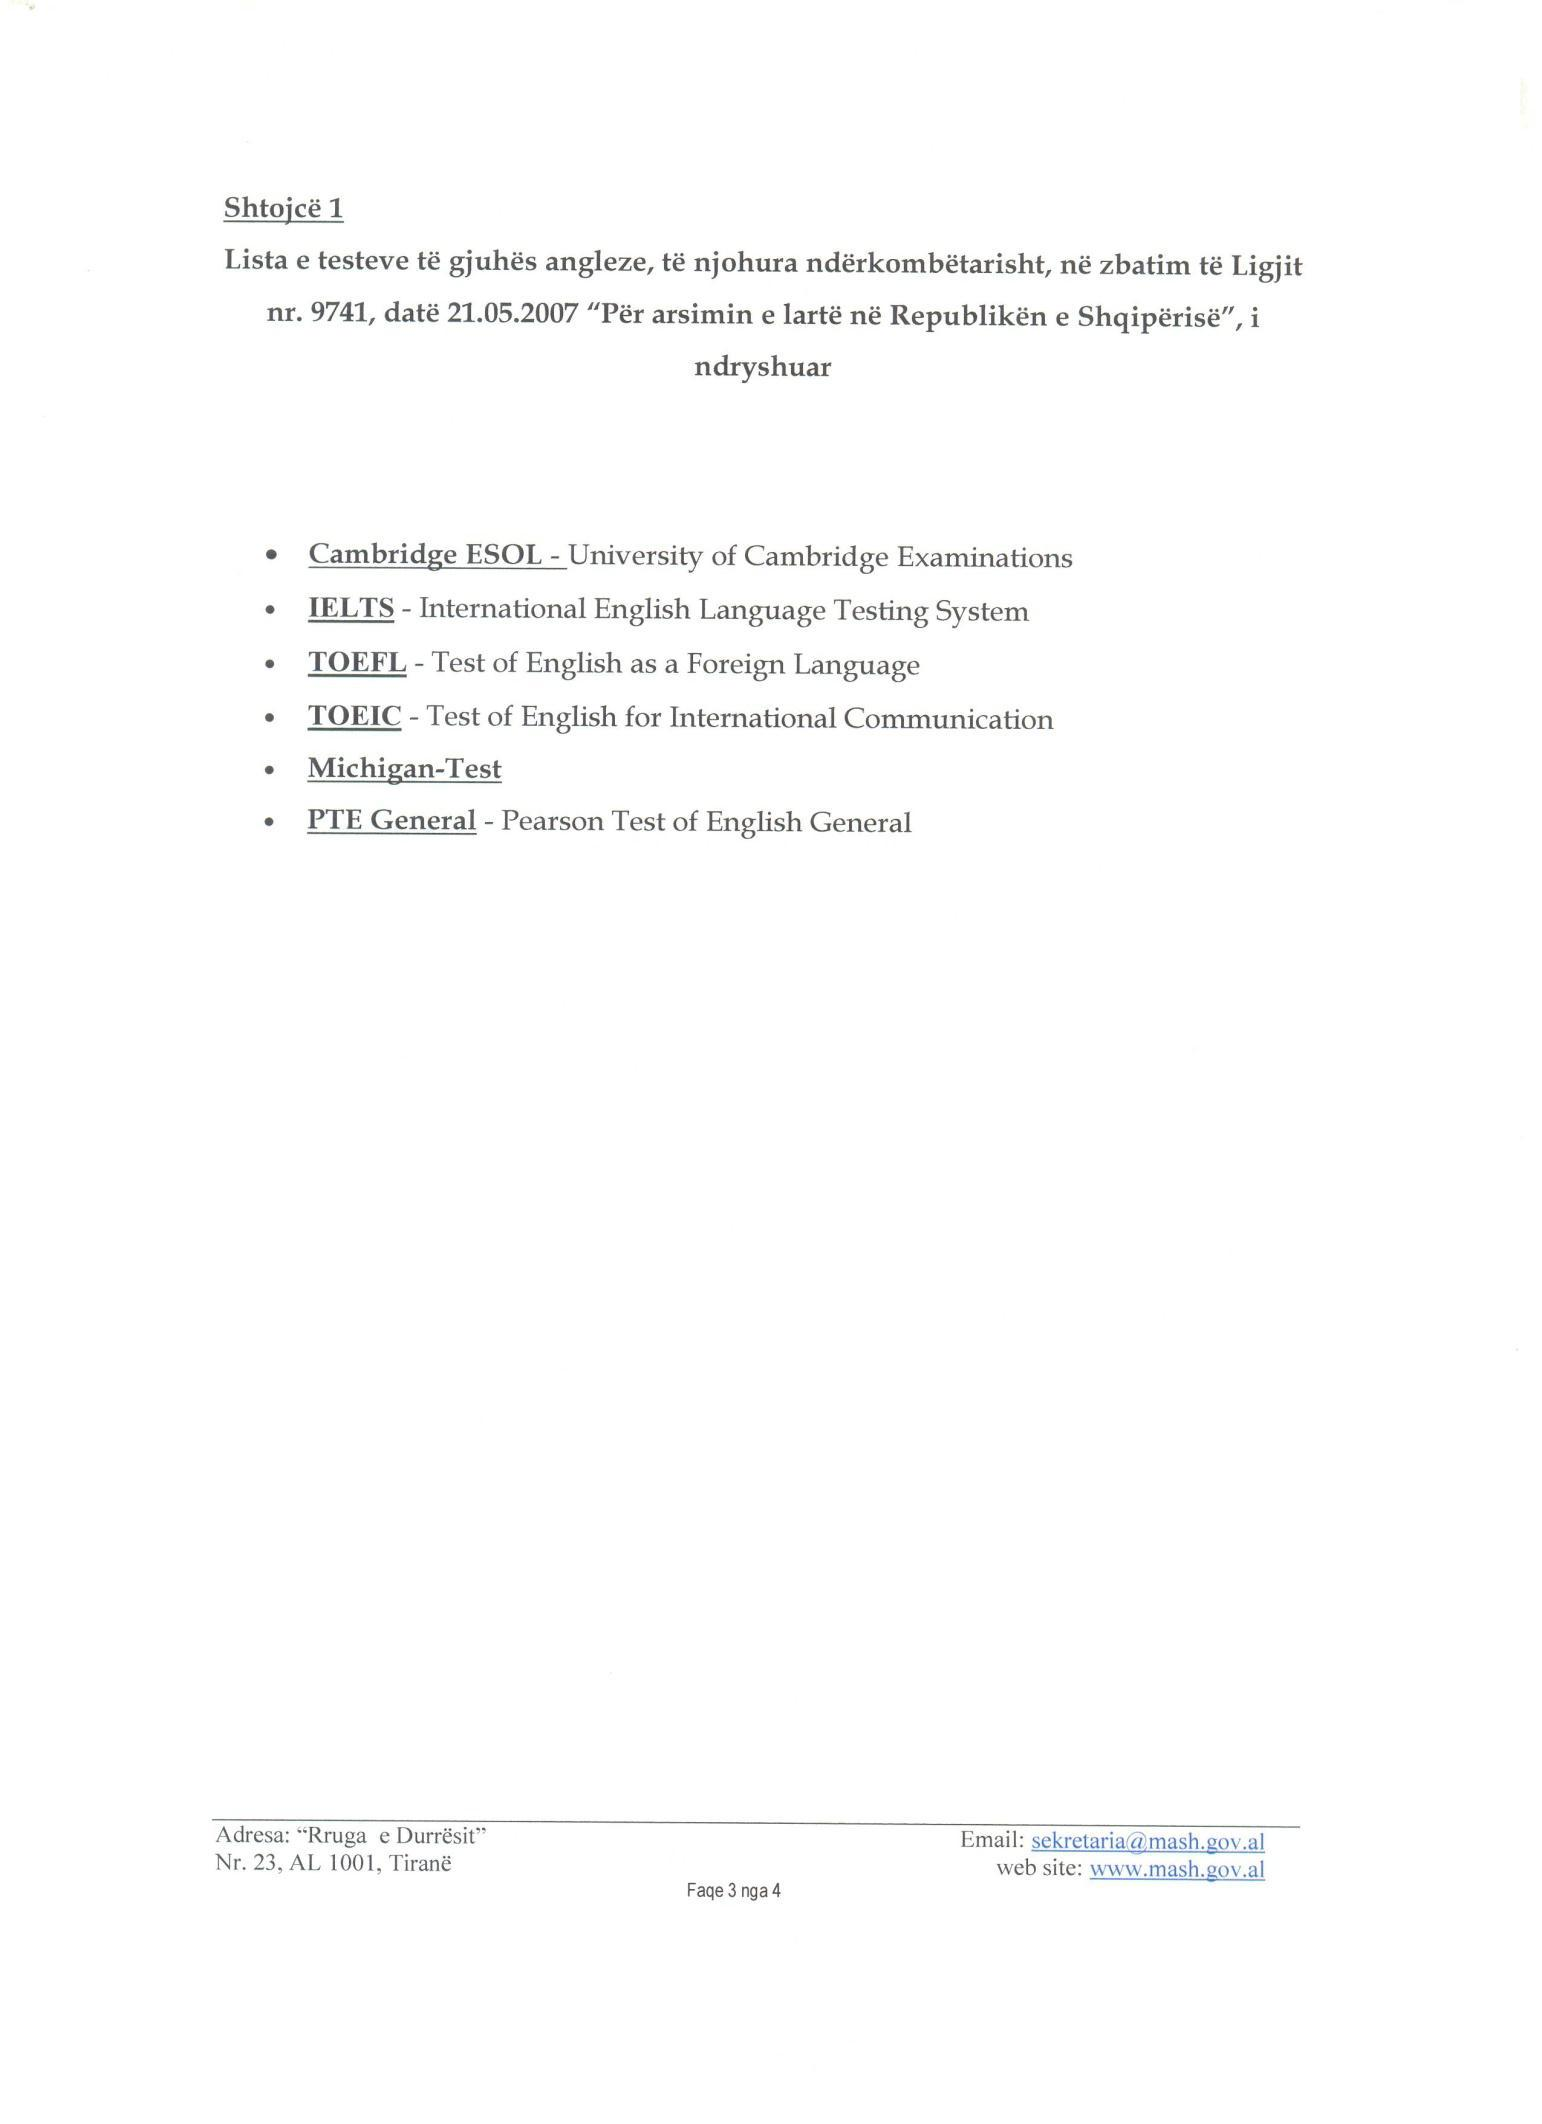 Shtojcë 1
Lista e testeve të gjuhës angleze, të njohura ndërkombëtarisht, në zbatim të Ligjit
nr. 9741, datë 21.05.2007 “Për arsimin e lartë në Republikën e Shqipërisë”, i
ndryshuar
• Cambridge ESOL - University of Cambridge Examinations
• IELTS - International English Language Testing System
• TOEFL - Test of English as a Foreign Language
• TOEIC - Test of English for International Communication
• Michigan-Test
• PTE General - Pearson Test of English General
Adresa: “Rruga e Durrësit”
Nr. 23, AL 1001, Tiranë
Email: sekretaria@mash.gov.al
web site: www.mash.gov.al
Faqe 3 nga 4